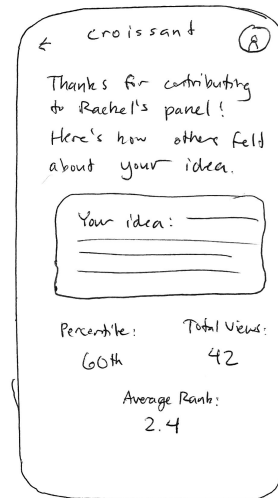 croissant
Thanks for contributing
to Rachel's panel!
Here's how others feld
about your idea.
Your idea:
Percentile: Total Views:
60th 42
Average Rank:
2.4